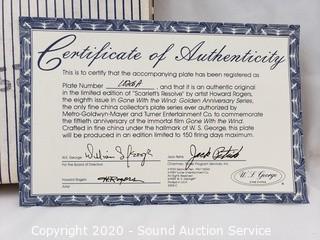 Certificate of Authenticity
This is to certify that the accompanying plate has been registered as
Plate Number , and that it is an authentic original
in the limited edition of "Scarlett's Resolve" by artist Howard Rogers,
the eighth issue in Gone With the Wind: Golden Anniversary Series,
the only fine china collector's plate series ever authorized by
Metro-Goldwyn-Mayer and Turner Entertainment Co. to commemorate
the fiftieth anniversary of the immortal film Gone With the Wind.
Crafted in fine china under the hallmark of W. S. George, this plate
will be produced in an edition limited to 150 firing days maximum.
W.S. George
For the Board of Directors
Howard Rogers
Artist
W. S. George
FINE CHINA
Copyright 2020 - Sound Auction Service